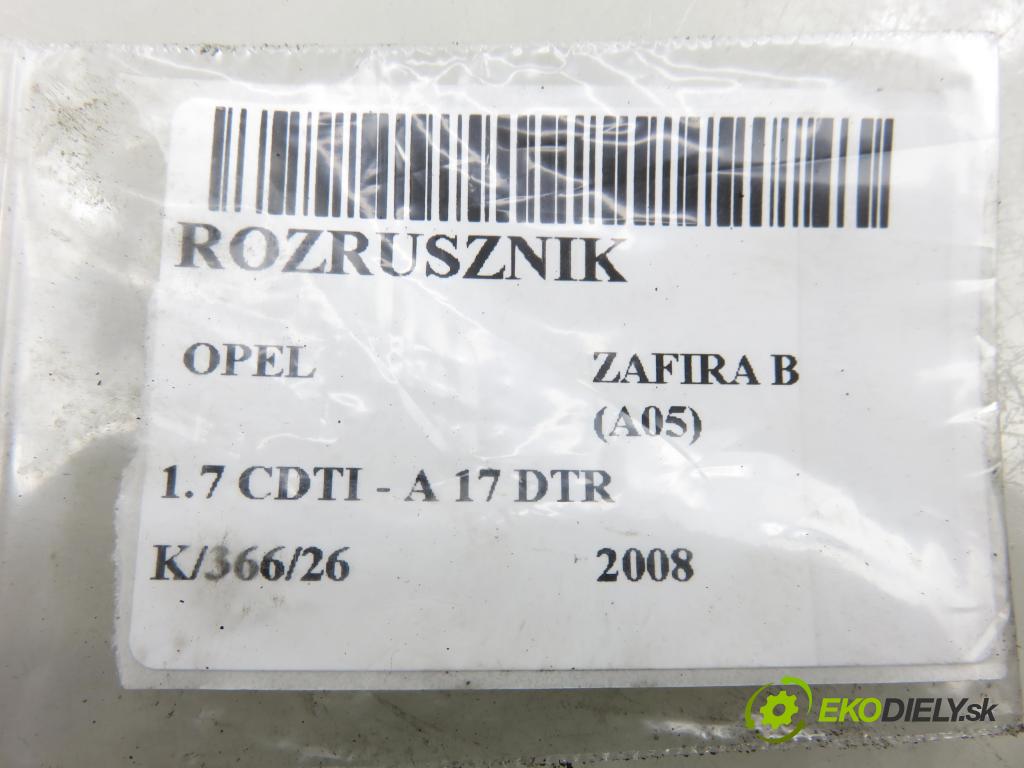 ROZRUSZNIK
OPEL ZAFIRA B
(A05)
1.7 CDTI - A 17 DTR
K/366/26 2008
EKODIELY.sk